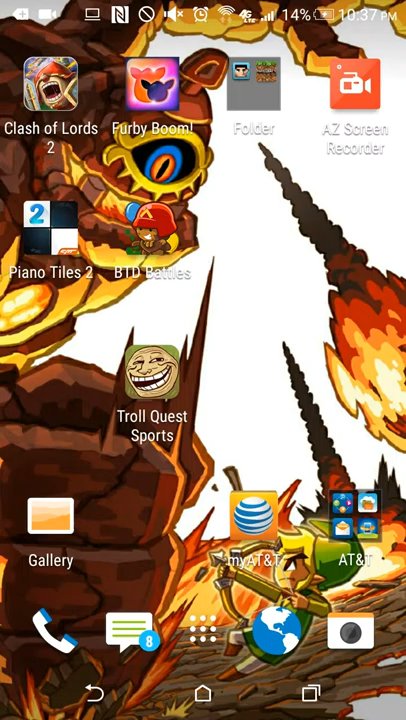 14% 10:37 PM
Clash of Lords 2
Furby Boom!
Folder
AZ Screen Recorder
2
Piano Tiles 2
BTD Battles
Troll Quest Sports
Gallery
myAT&T
AT&T
8